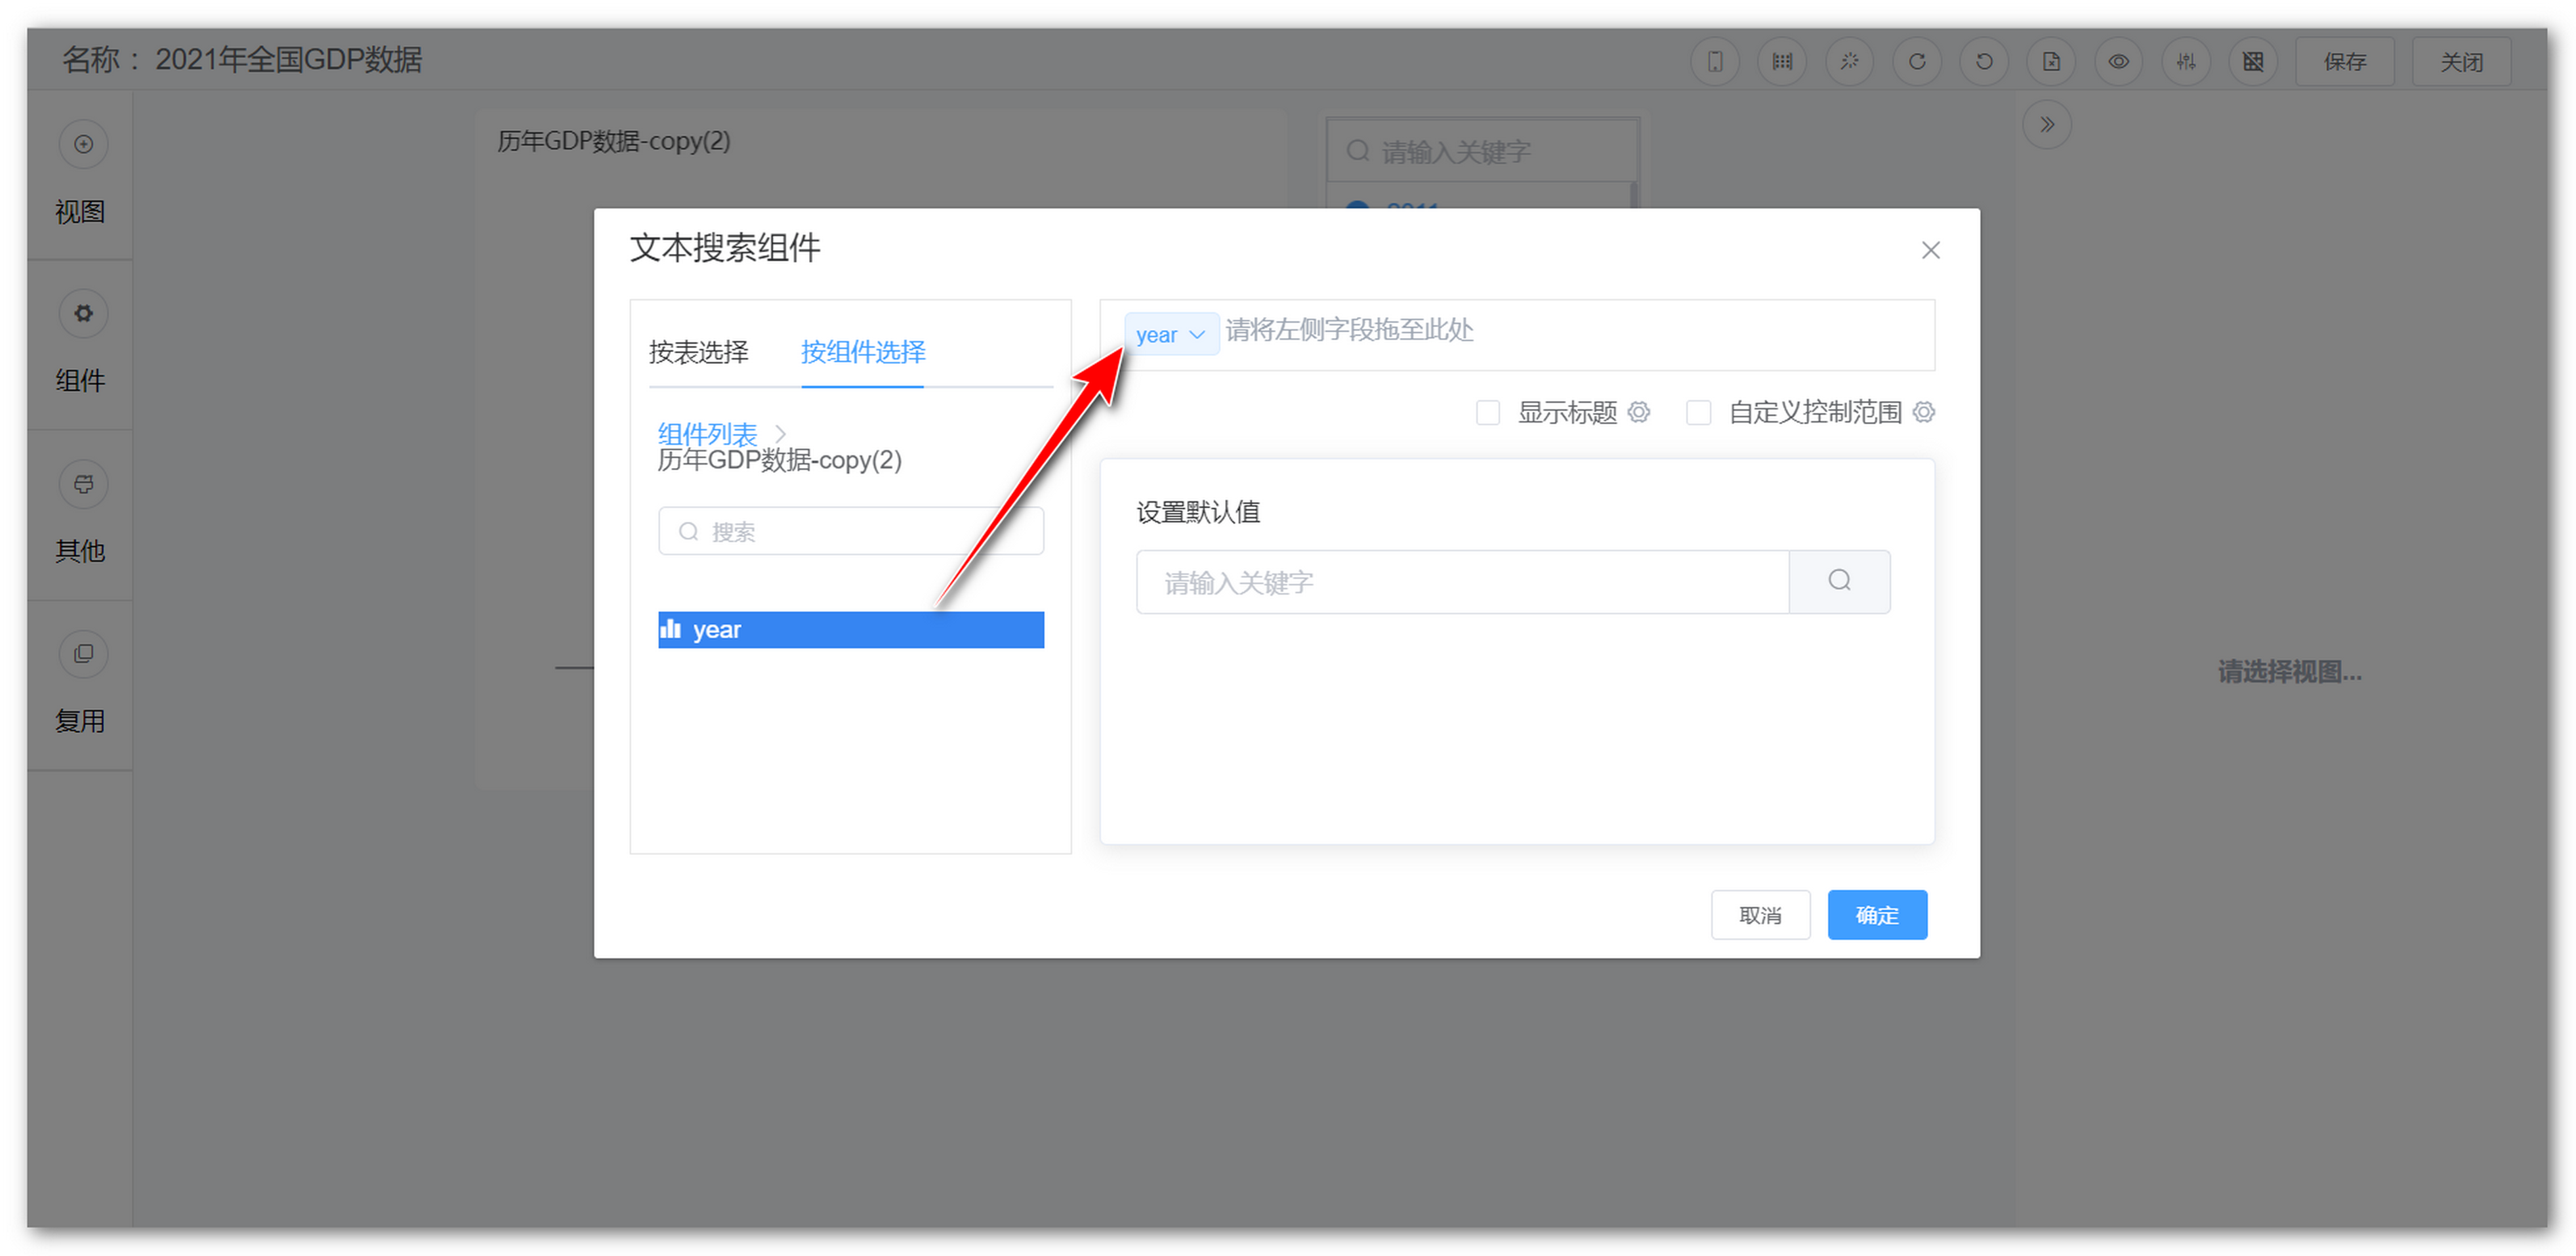 名称 : 2021年全国GDP数据
保存
关闭
视图
组件
其他
复用
历年GDP数据-copy(2)
请输入关键字
文本搜索组件
按表选择
按组件选择
组件列表
历年GDP数据-copy(2)
搜索
year
year
请将左侧字段拖至此处
显示标题
自定义控制范围
设置默认值
请输入关键字
取消
确定
请选择视图...